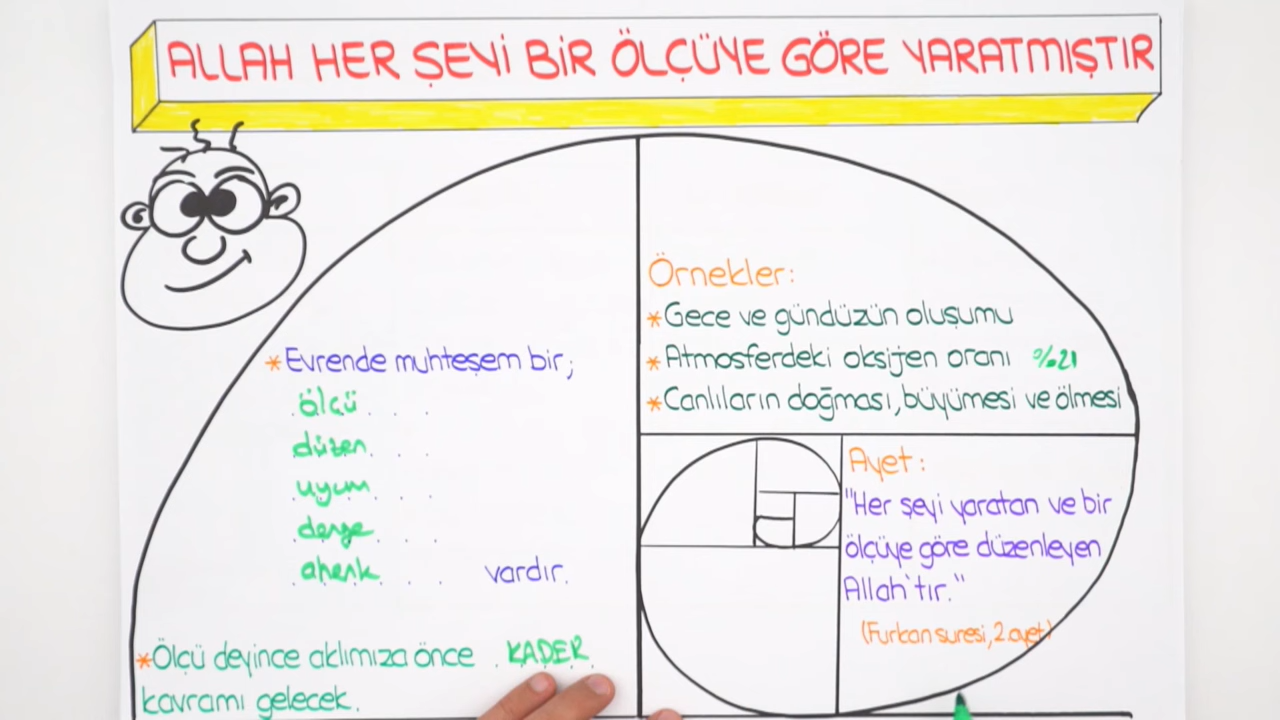 ALLAH HER ŞEYİ BİR ÖLÇÜYE GÖRE YARATMIŞTIR
*Evrende muhteşem bir;
ölçü
düzen
uyum
denge
ahenk vardır.
*Ölçü deyince aklımıza önce KADER
kavramı gelecek.
Örnekler:
*Gece ve gündüzün oluşumu
*Atmosferdeki oksijen oranı %21
*Canlıların doğması, büyümesi ve ölmesi
Ayet:
"Her şeyi yaratan ve bir
ölçüye göre düzenleyen
Allah'tır."
(Furkan suresi, 2. ayet)